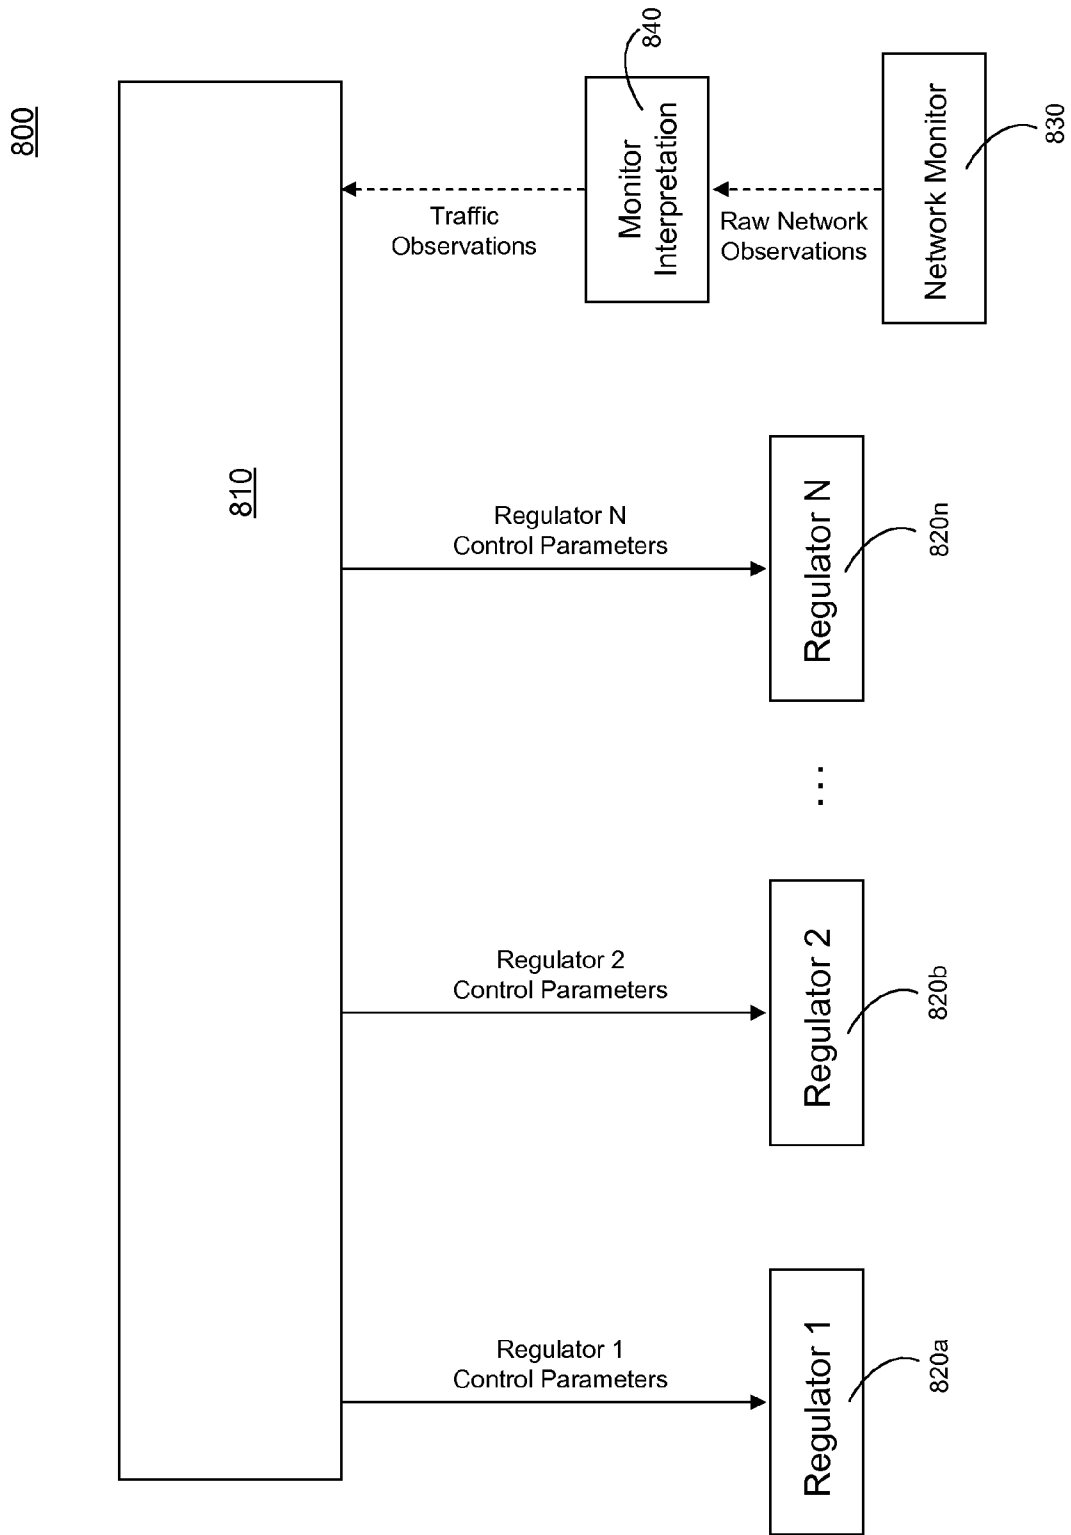 800
810
840
Monitor
Interpretation
Traffic
Observations
Raw Network
Observations
Network Monitor
830
Regulator N
Control Parameters
Regulator N
820n
...
Regulator 2
Control Parameters
Regulator 2
820b
Regulator 1
Control Parameters
Regulator 1
820a